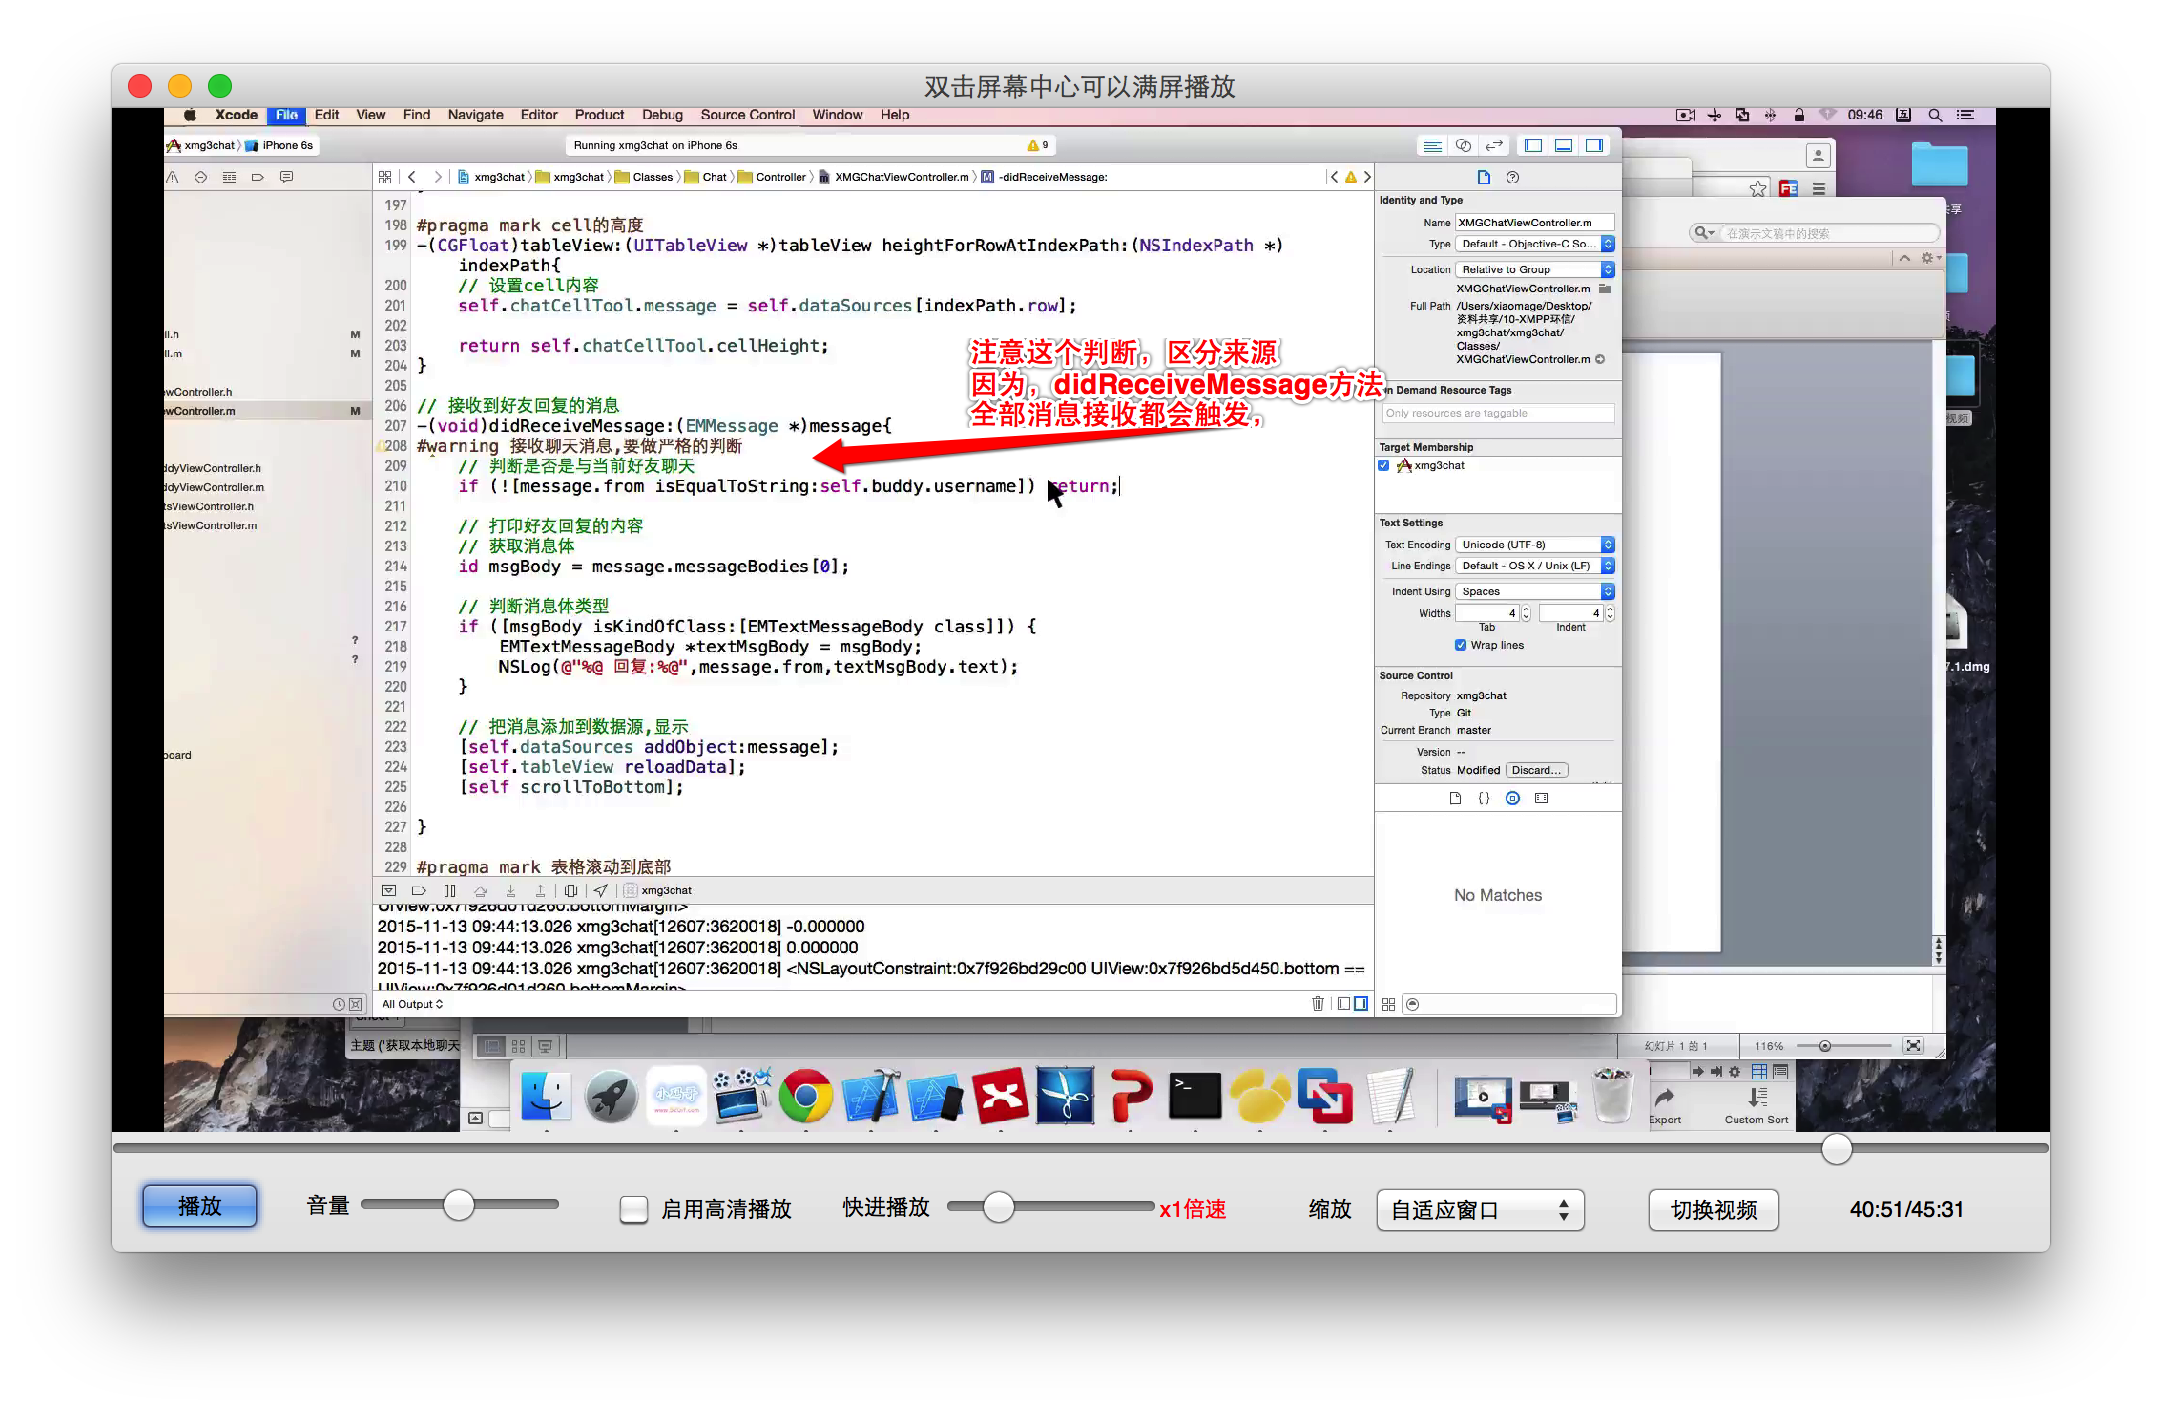 双击屏幕中心可以满屏播放
Xcode File Edit View Find Navigate Editor Product Debug Source Control Window Help
09:46
xmg3chat iPhone 6s
Running xmg3chat on iPhone 6s
9
xmg3chat xmg3chat Classes Chat Controller XMGChatViewController.m -didReceiveMessage:
197
198 #pragma mark cell的高度
199 -(CGFloat)tableView:(UITableView *)tableView heightForRowAtIndexPath:(NSIndexPath *)
indexPath{
200 // 设置cell内容
201 self.chatCellTool.message = self.dataSources[indexPath.row];
202
203 return self.chatCellTool.cellHeight;
204 }
205
206 // 接收到好友回复的消息
207 -(void)didReceiveMessage:(EMMessage *)message{
208 #warning 接收聊天消息,要做严格的判断
209 // 判断是否是与当前好友聊天
210 if (![message.from isEqualToString:self.buddy.username]) return;
211
212 // 打印好友回复的内容
213 // 获取消息体
214 id msgBody = message.messageBodies[0];
215
216 // 判断消息体类型
217 if ([msgBody isKindOfClass:[EMTextMessageBody class]]) {
218 EMTextMessageBody *textMsgBody = msgBody;
219 NSLog(@"%@ 回复:%@",message.from,textMsgBody.text);
220 }
221
222 // 把消息添加到数据源,显示
223 [self.dataSources addObject:message];
224 [self.tableView reloadData];
225 [self scrollToBottom];
226
227 }
228
229 #pragma mark 表格滚动到底部
注意这个判断，区分来源
因为，didReceiveMessage方法
全部消息接收都会触发，
ll.h M
ll.m M
ewController.h
ewController.m M
ddyViewController.h
ddyViewController.m
tsViewController.h
tsViewController.m
?
?
oard
xmg3chat
UIView:0x7f926d01d260.bottomMargin>
2015-11-13 09:44:13.026 xmg3chat[12607:3620018] -0.000000
2015-11-13 09:44:13.026 xmg3chat[12607:3620018] 0.000000
2015-11-13 09:44:13.026 xmg3chat[12607:3620018] <NSLayoutConstraint:0x7f926bd29c00 UIView:0x7f926bd5d450.bottom ==
UIView:0x7f926d01d260.bottomMargin>
All Output
Identity and Type
Name XMGChatViewController.m
Type Default - Objective-C So...
Location Relative to Group
XMGChatViewController.m
Full Path /Users/xiaomage/Desktop/
资料共享/10-XMPP环信/
xmg3chat/xmg3chat/
Classes/
XMGChatViewController.m
On Demand Resource Tags
Only resources are taggable
Target Membership
xmg3chat
Text Settings
Text Encoding Unicode (UTF-8)
Line Endings Default - OS X / Unix (LF)
Indent Using Spaces
Widths 4 4
Tab Indent
Wrap lines
Source Control
Repository xmg3chat
Type Git
Current Branch master
Version --
Status Modified Discard...
No Matches
在演示文稿中的搜索
享
视频
7.1.dmg
主题 ('获取本地聊天
幻灯片 1 的 1
116%
Export Custom Sort
播放
音量
启用高清播放
快进播放
x1倍速
缩放
自适应窗口
切换视频
40:51/45:31